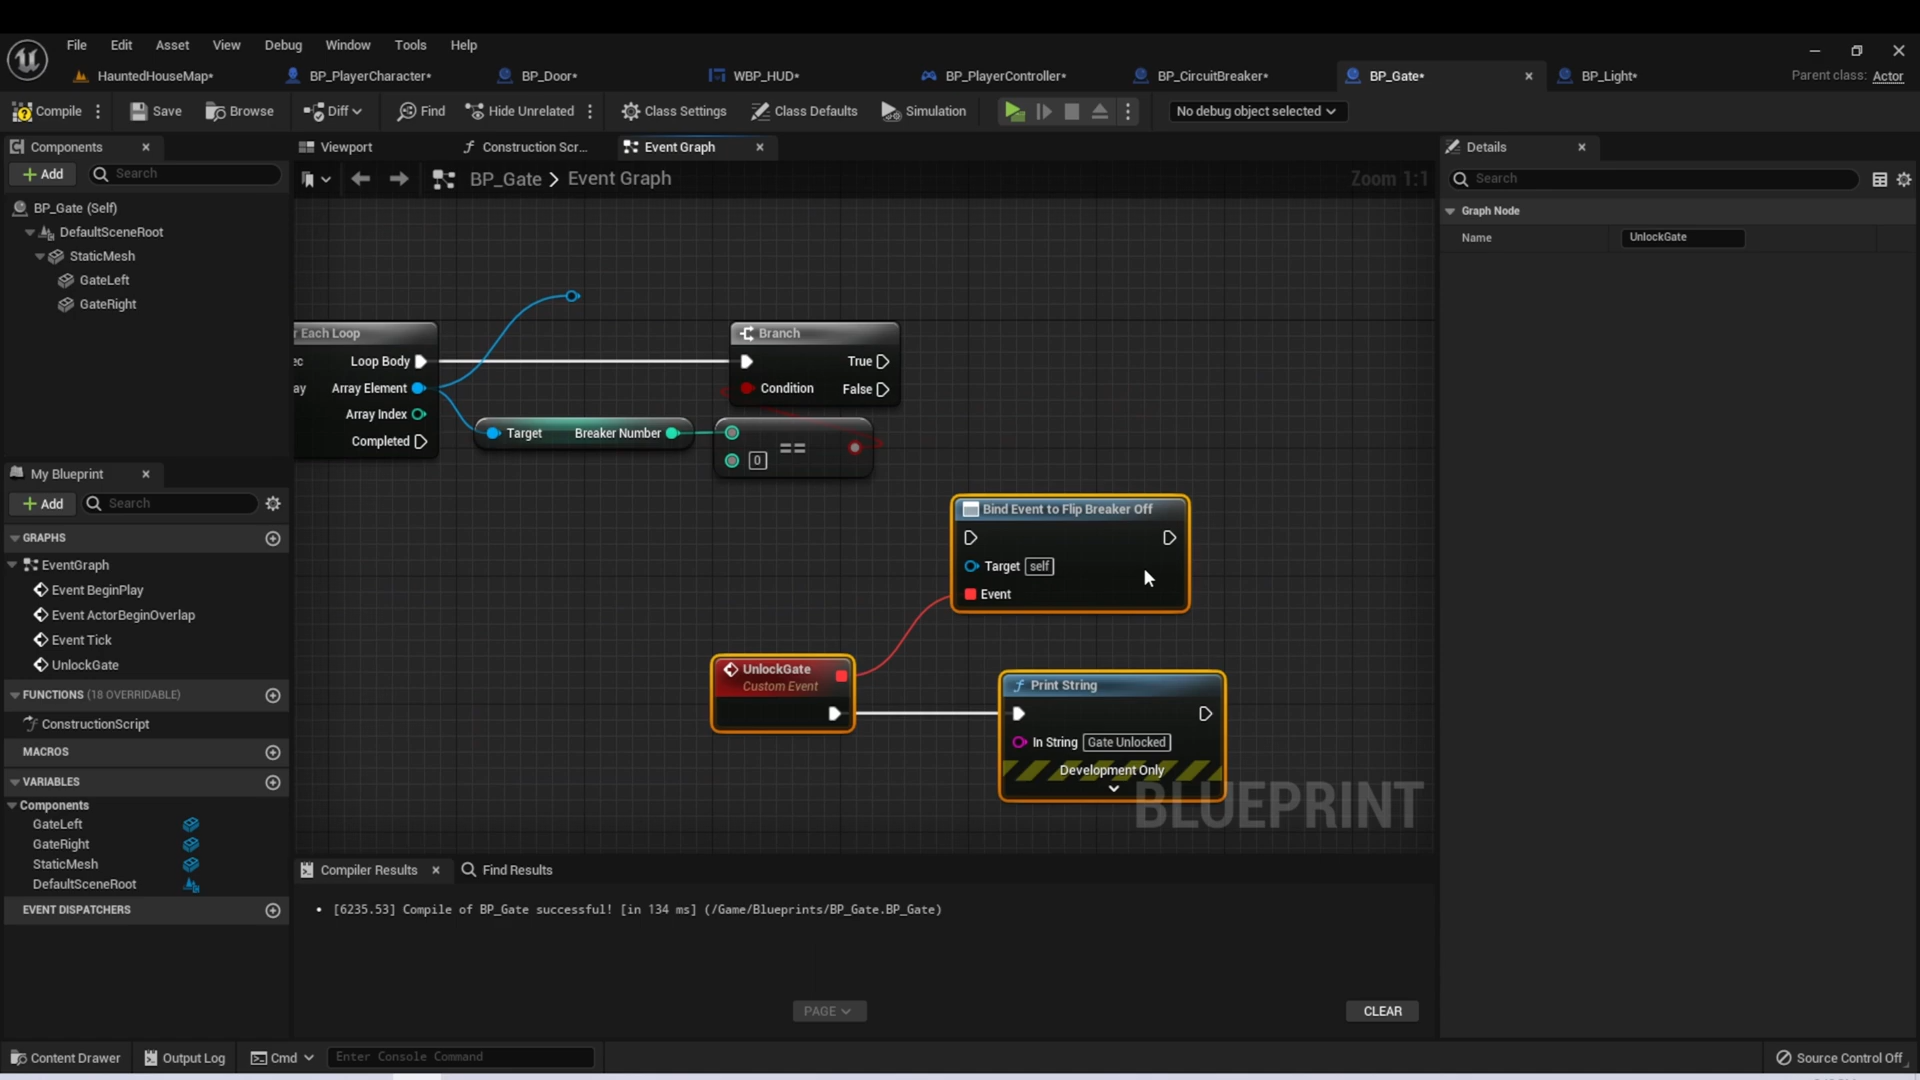 File Edit Asset View Debug Window Tools Help
HauntedHouseMap* BP_PlayerCharacter* BP_Door* WBP_HUD* BP_PlayerController* BP_CircuitBreaker* BP_Gate* BP_Light* Parent class: Actor
Compile Save Browse Diff Find Hide Unrelated Class Settings Class Defaults Simulation No debug object selected
Components
Viewport Construction Scr... Event Graph
Details
Add Search
BP_Gate > Event Graph Zoom 1:1
Search
BP_Gate (Self)
DefaultSceneRoot
StaticMesh
GateLeft
GateRight
Graph Node
Name UnlockGate
r Each Loop
ec Loop Body
ay Array Element
Array Index
Completed
Branch
True
Condition False
Target Breaker Number
==
0
Bind Event to Flip Breaker Off
Target self
Event
UnlockGate
Custom Event
Print String
In String Gate Unlocked
Development Only
BLUEPRINT
My Blueprint
Add Search
GRAPHS
EventGraph
Event BeginPlay
Event ActorBeginOverlap
Event Tick
UnlockGate
FUNCTIONS (18 OVERRIDABLE)
ConstructionScript
MACROS
VARIABLES
Components
GateLeft
GateRight
StaticMesh
DefaultSceneRoot
EVENT DISPATCHERS
Compiler Results Find Results
[6235.53] Compile of BP_Gate successful! [in 134 ms] (/Game/Blueprints/BP_Gate.BP_Gate)
PAGE CLEAR
Content Drawer Output Log Cmd Enter Console Command Source Control Off